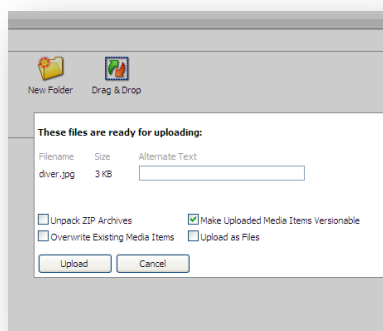 New Folder Drag & Drop
These files are ready for uploading:
Filename Size Alternate Text
diver.jpg 3 KB
Unpack ZIP Archives Make Uploaded Media Items Versionable
Overwrite Existing Media Items Upload as Files
Upload Cancel